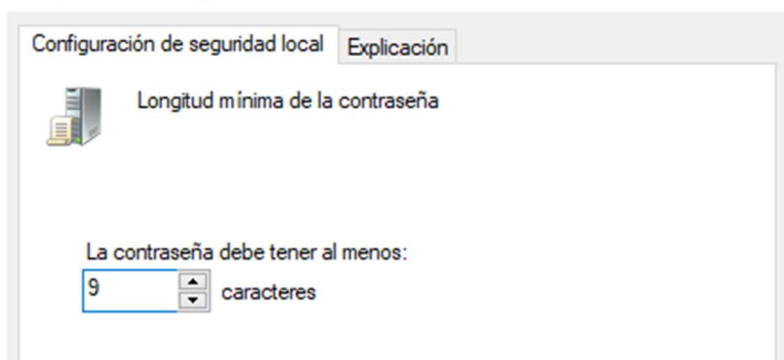 Configuración de seguridad local
Explicación
Longitud mínima de la contraseña
La contraseña debe tener al menos:
9
caracteres